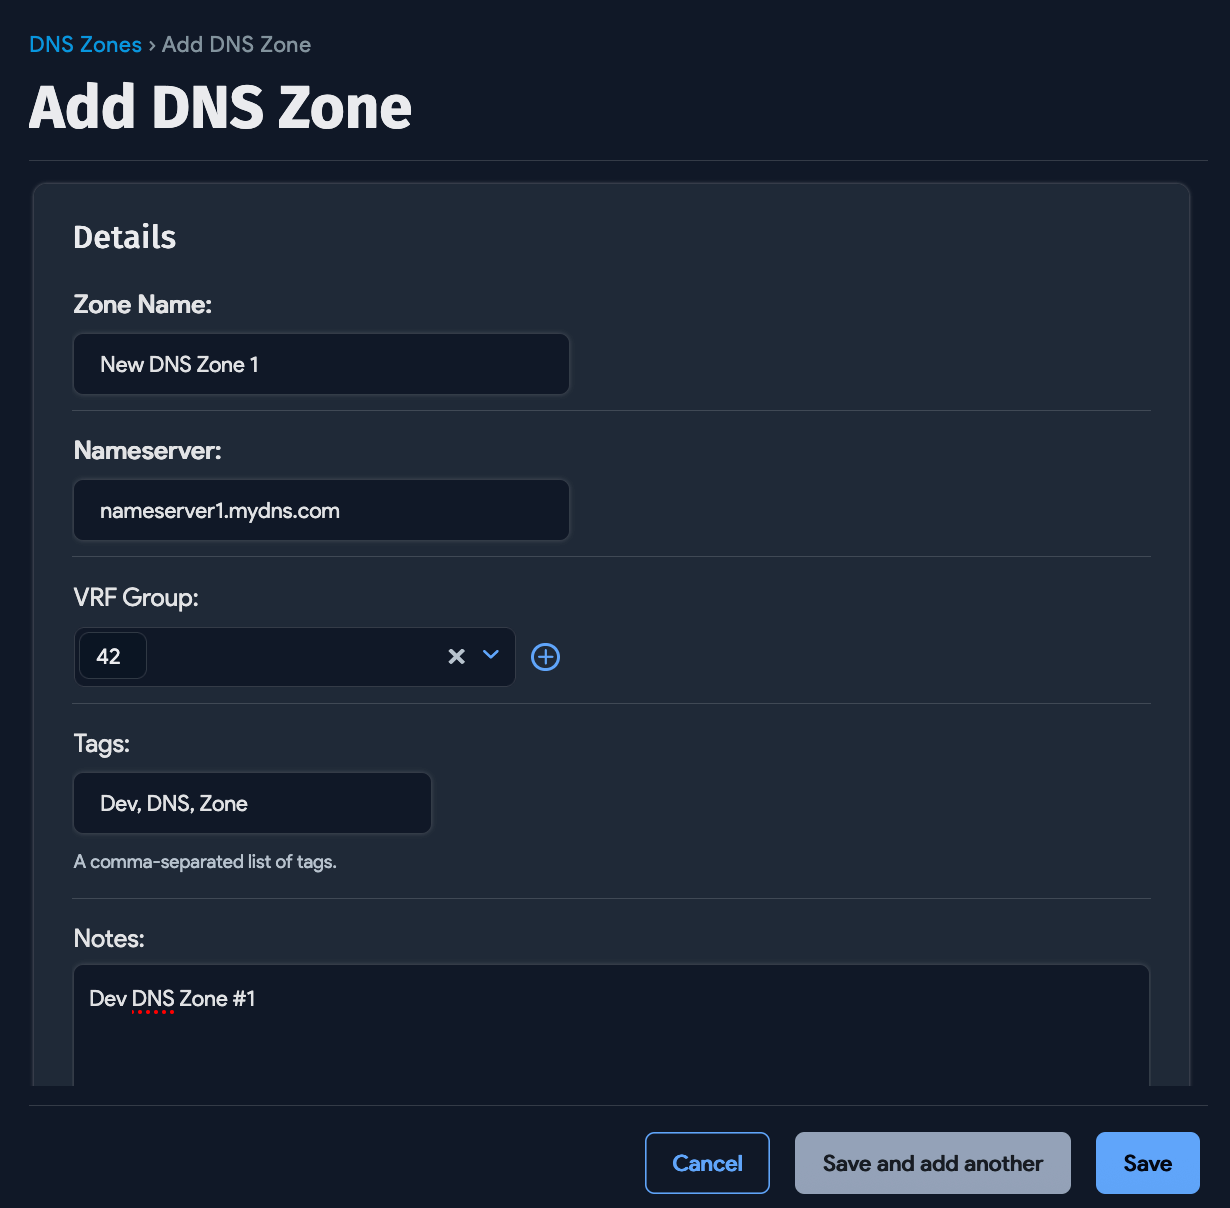 DNS Zones › Add DNS Zone
Add DNS Zone
Details
Zone Name:
New DNS Zone 1
Nameserver:
nameserver1.mydns.com
VRF Group:
42
Tags:
Dev, DNS, Zone
A comma-separated list of tags.
Notes:
Dev DNS Zone #1
Cancel
Save and add another
Save